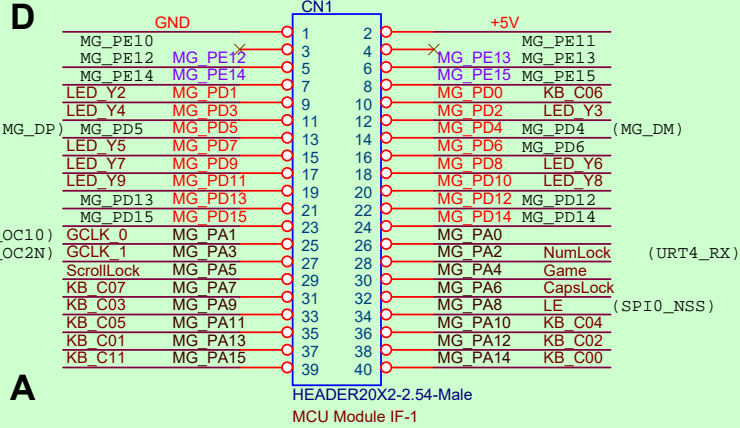 D
CN1
GND 1 2 +5V
MG_PE10 3 4 MG_PE11
MG_PE12 MG_PE12 5 6 MG_PE13 MG_PE13
MG_PE14 MG_PE14 7 8 MG_PE15 MG_PE15
LED_Y2 MG_PD1 9 10 MG_PD0 KB_C06
LED_Y4 MG_PD3 11 12 MG_PD2 LED_Y3
MG_DP) MG_PD5 MG_PD5 13 14 MG_PD4 MG_PD4 (MG_DM)
LED_Y5 MG_PD7 15 16 MG_PD6 MG_PD6
LED_Y7 MG_PD9 17 18 MG_PD8 LED_Y6
LED_Y9 MG_PD11 19 20 MG_PD10 LED_Y8
MG_PD13 MG_PD13 21 22 MG_PD12 MG_PD12
MG_PD15 MG_PD15 23 24 MG_PD14 MG_PD14
_OC10) GCLK_0 MG_PA1 25 26 MG_PA0
_OC2N) GCLK_1 MG_PA3 27 28 MG_PA2 NumLock (URT4_RX)
ScrollLock MG_PA5 29 30 MG_PA4 Game
KB_C07 MG_PA7 31 32 MG_PA6 CapsLock
KB_C03 MG_PA9 33 34 MG_PA8 LE (SPI0_NSS)
KB_C05 MG_PA11 35 36 MG_PA10 KB_C04
KB_C01 MG_PA13 37 38 MG_PA12 KB_C02
KB_C11 MG_PA15 39 40 MG_PA14 KB_C00
A
HEADER20X2-2.54-Male
MCU Module IF-1